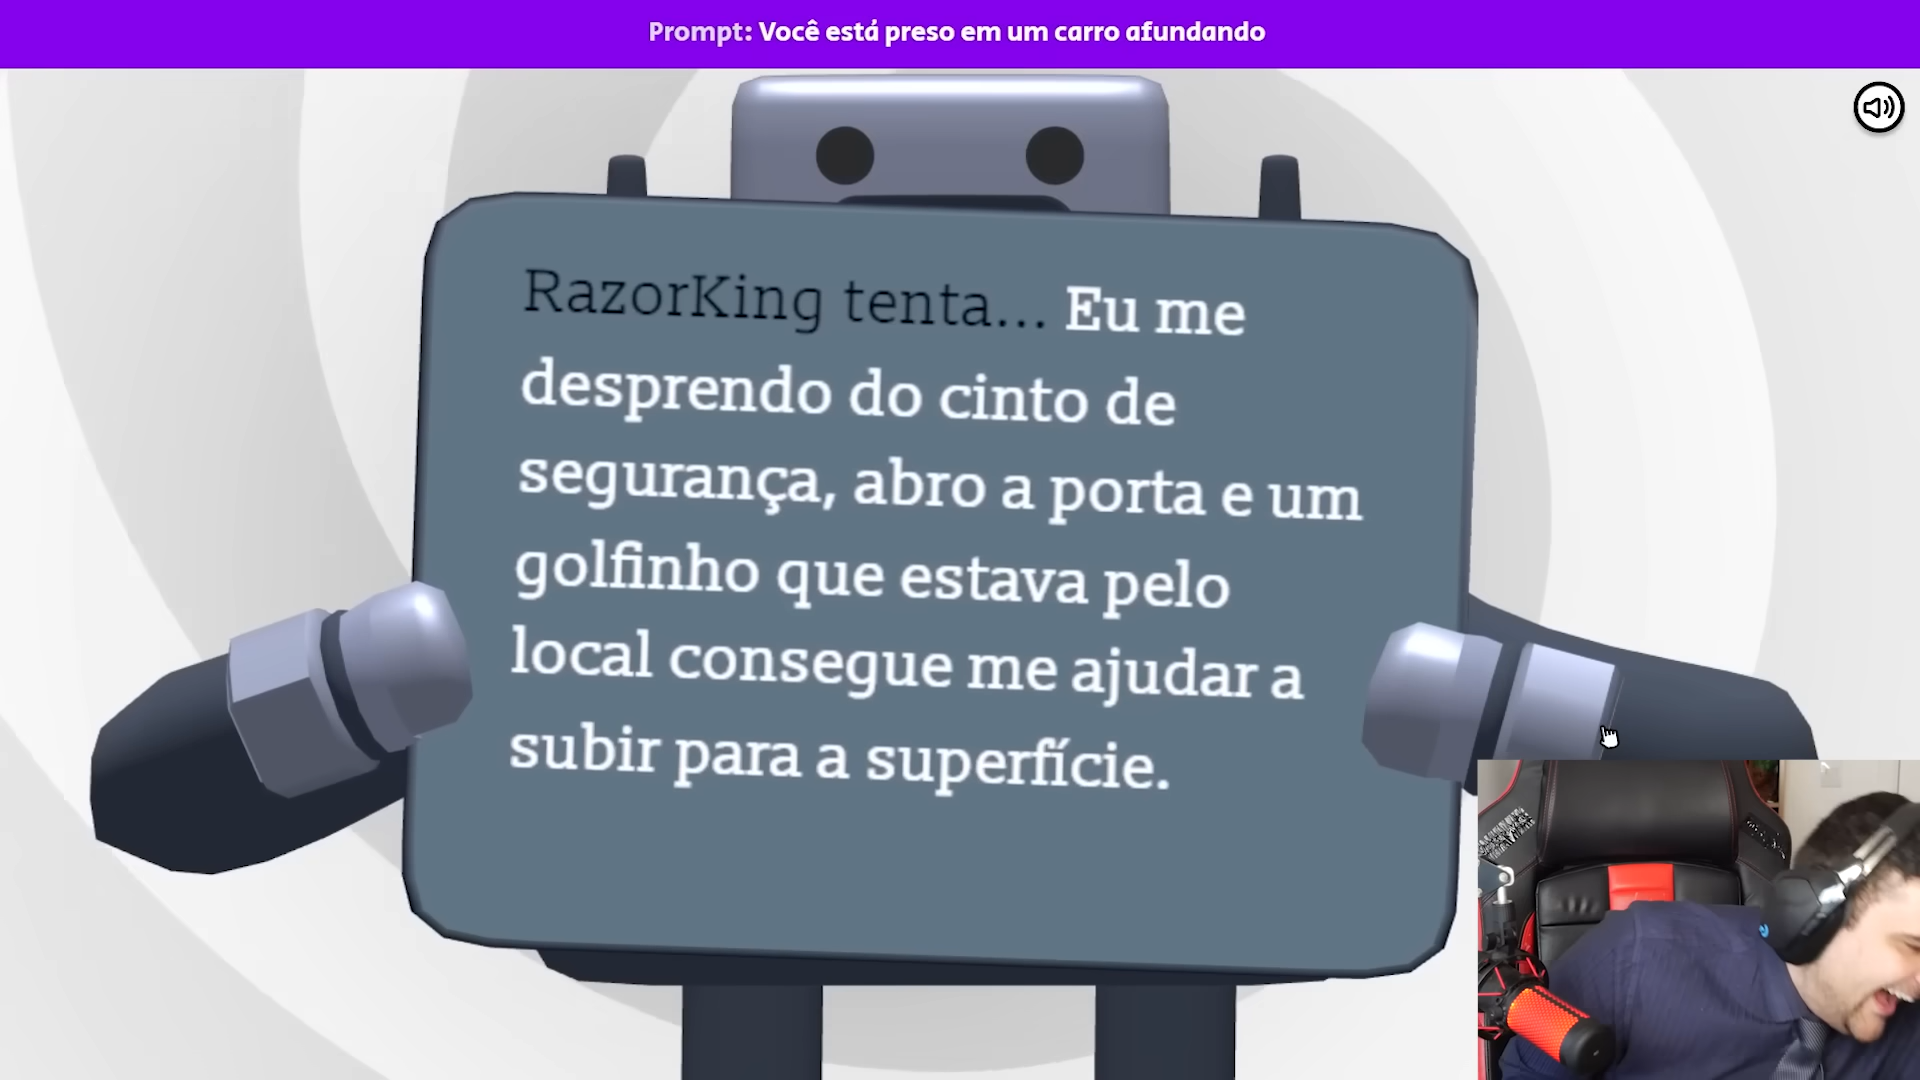 Prompt: Você está preso em um carro afundando
RazorKing tenta... Eu me
desprendo do cinto de
segurança, abro a porta e um
golfinho que estava pelo
local consegue me ajudar a
subir para a superfície.